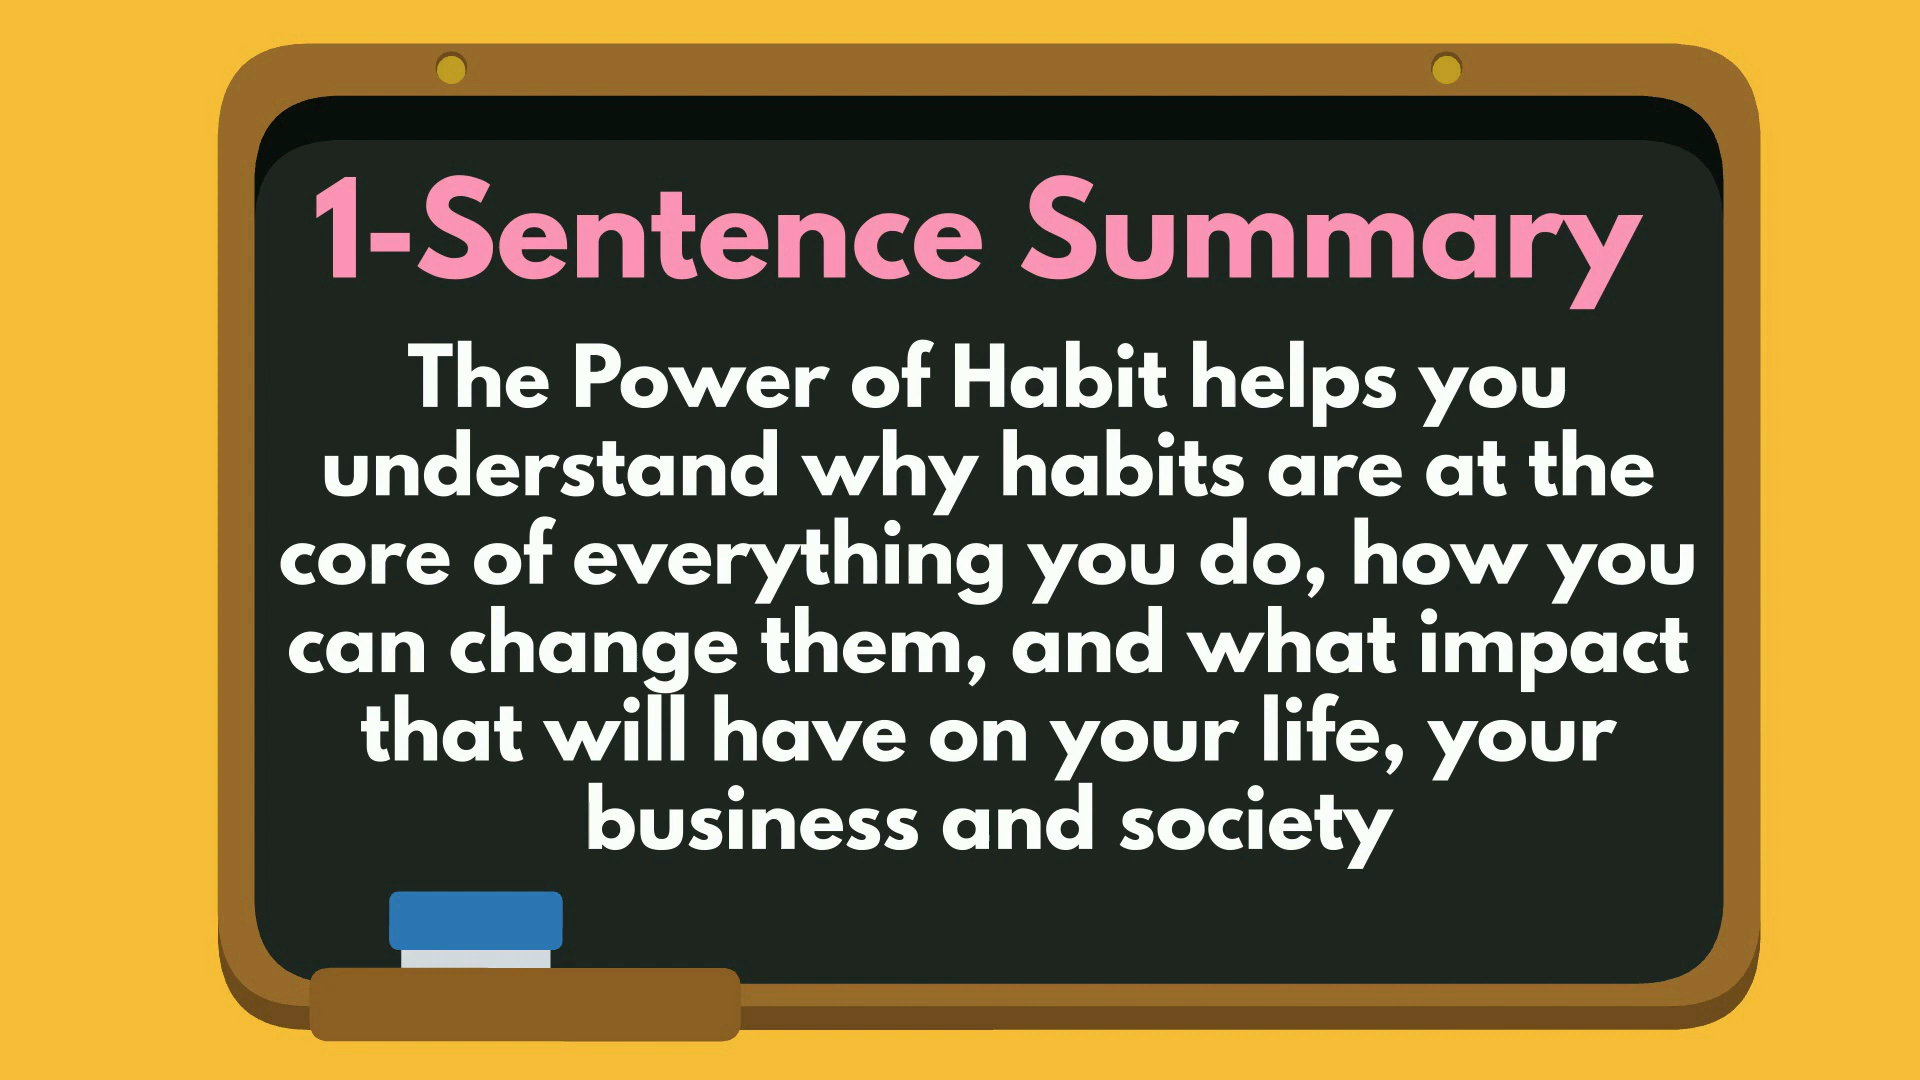 1-Sentence Summary
The Power of Habit helps you
understand why habits are at the
core of everything you do, how you
can change them, and what impact
that will have on your life, your
business and society